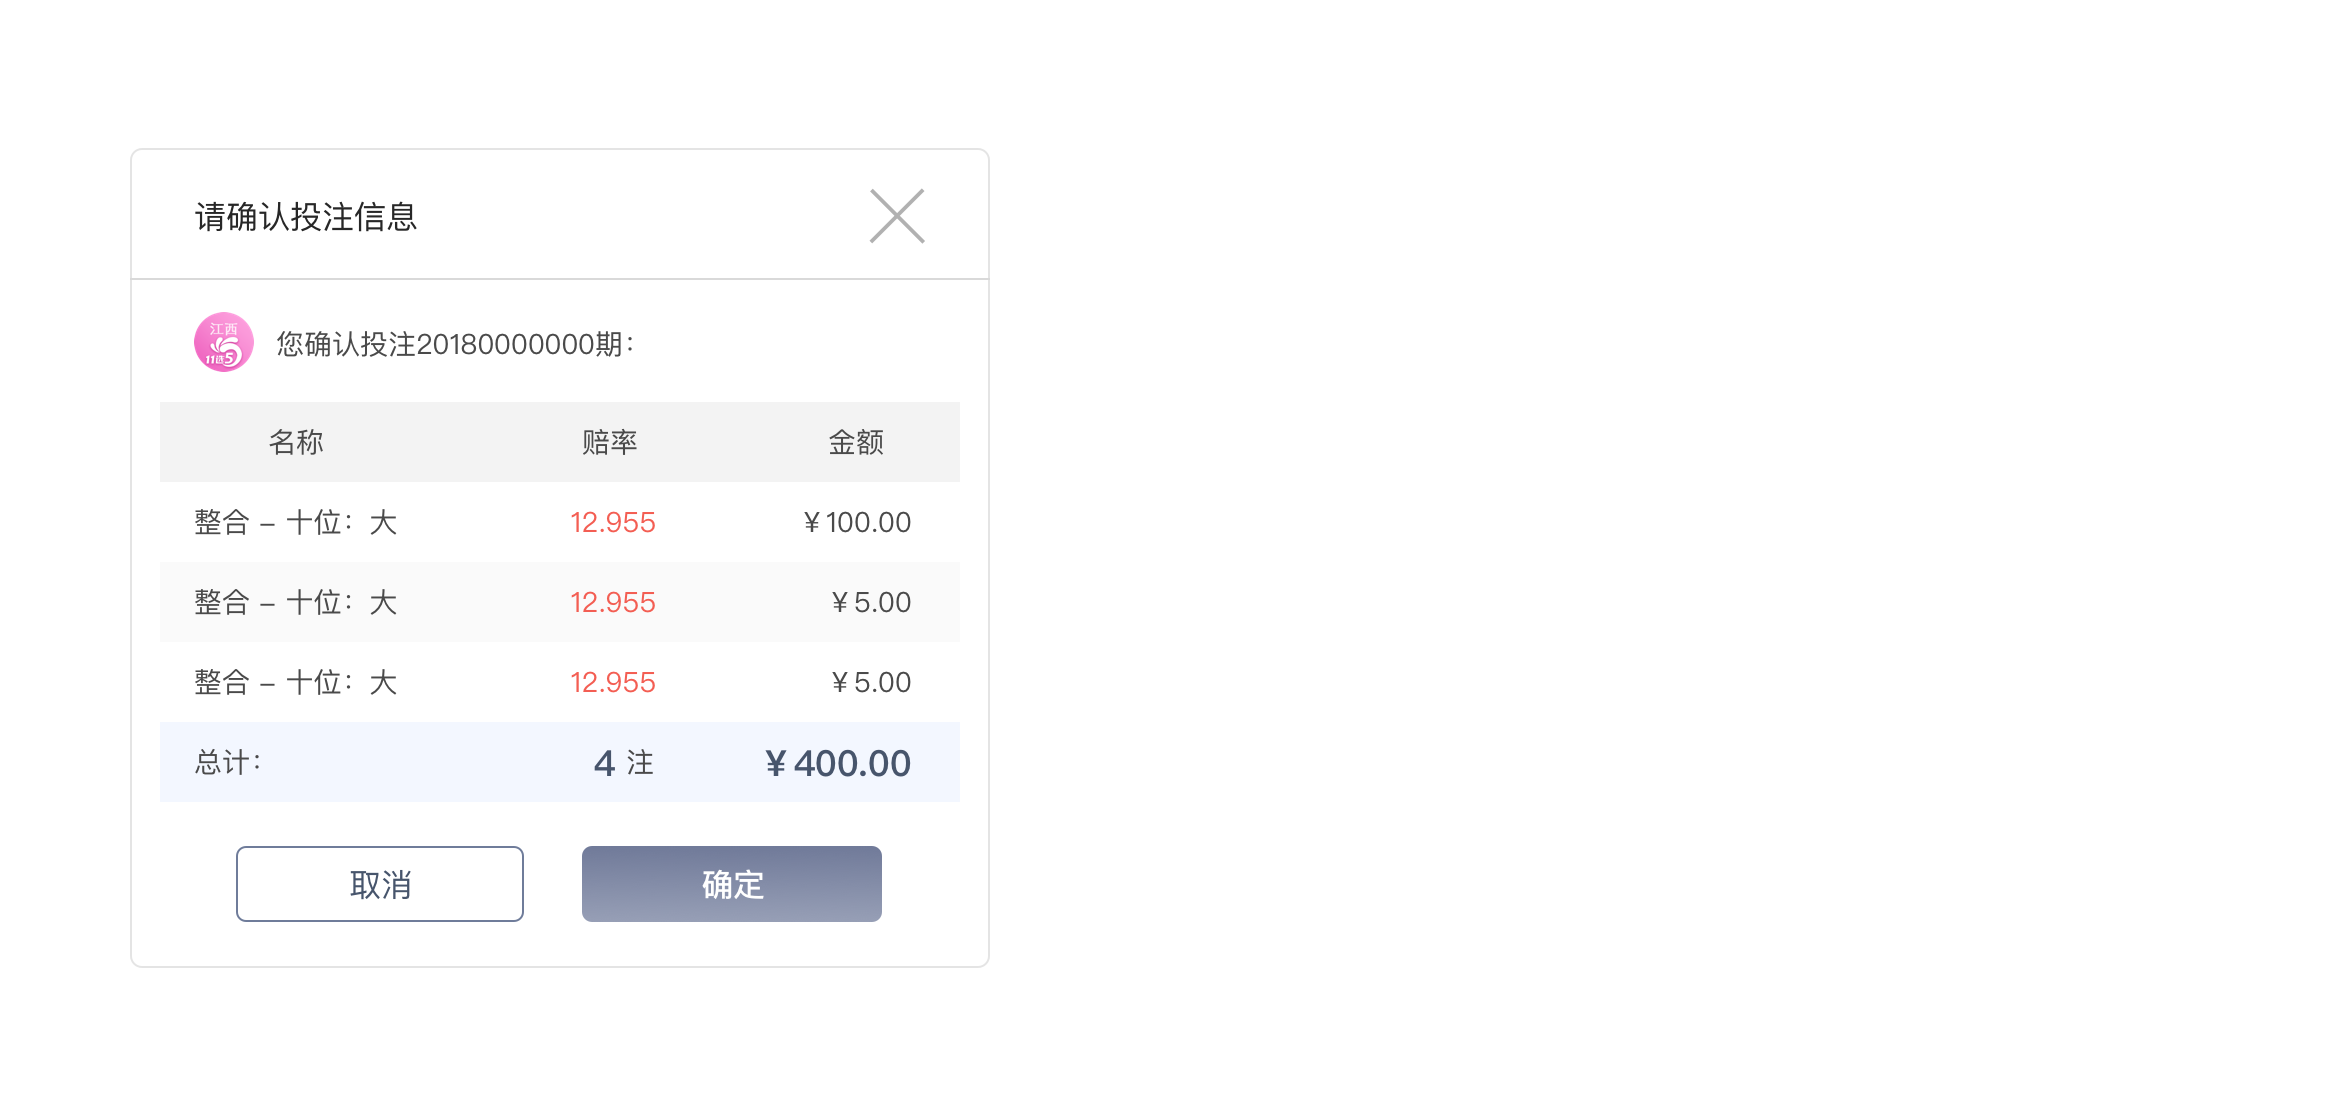 请确认投注信息
江西
11选5
您确认投注20180000000期：
名称 赔率 金额
整合 – 十位：大 12.955 ¥100.00
整合 – 十位：大 12.955 ¥5.00
整合 – 十位：大 12.955 ¥5.00
总计： 4 注 ¥400.00
取消 确定